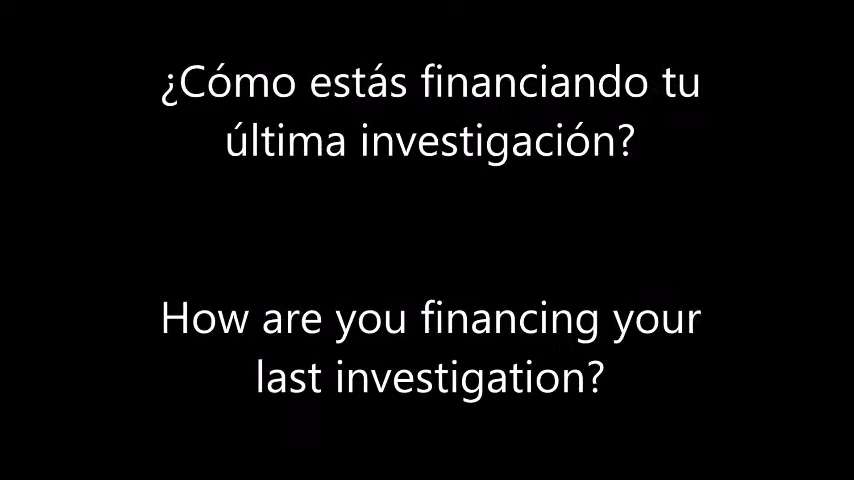 ¿Cómo estás financiando tu
última investigación?
How are you financing your
last investigation?